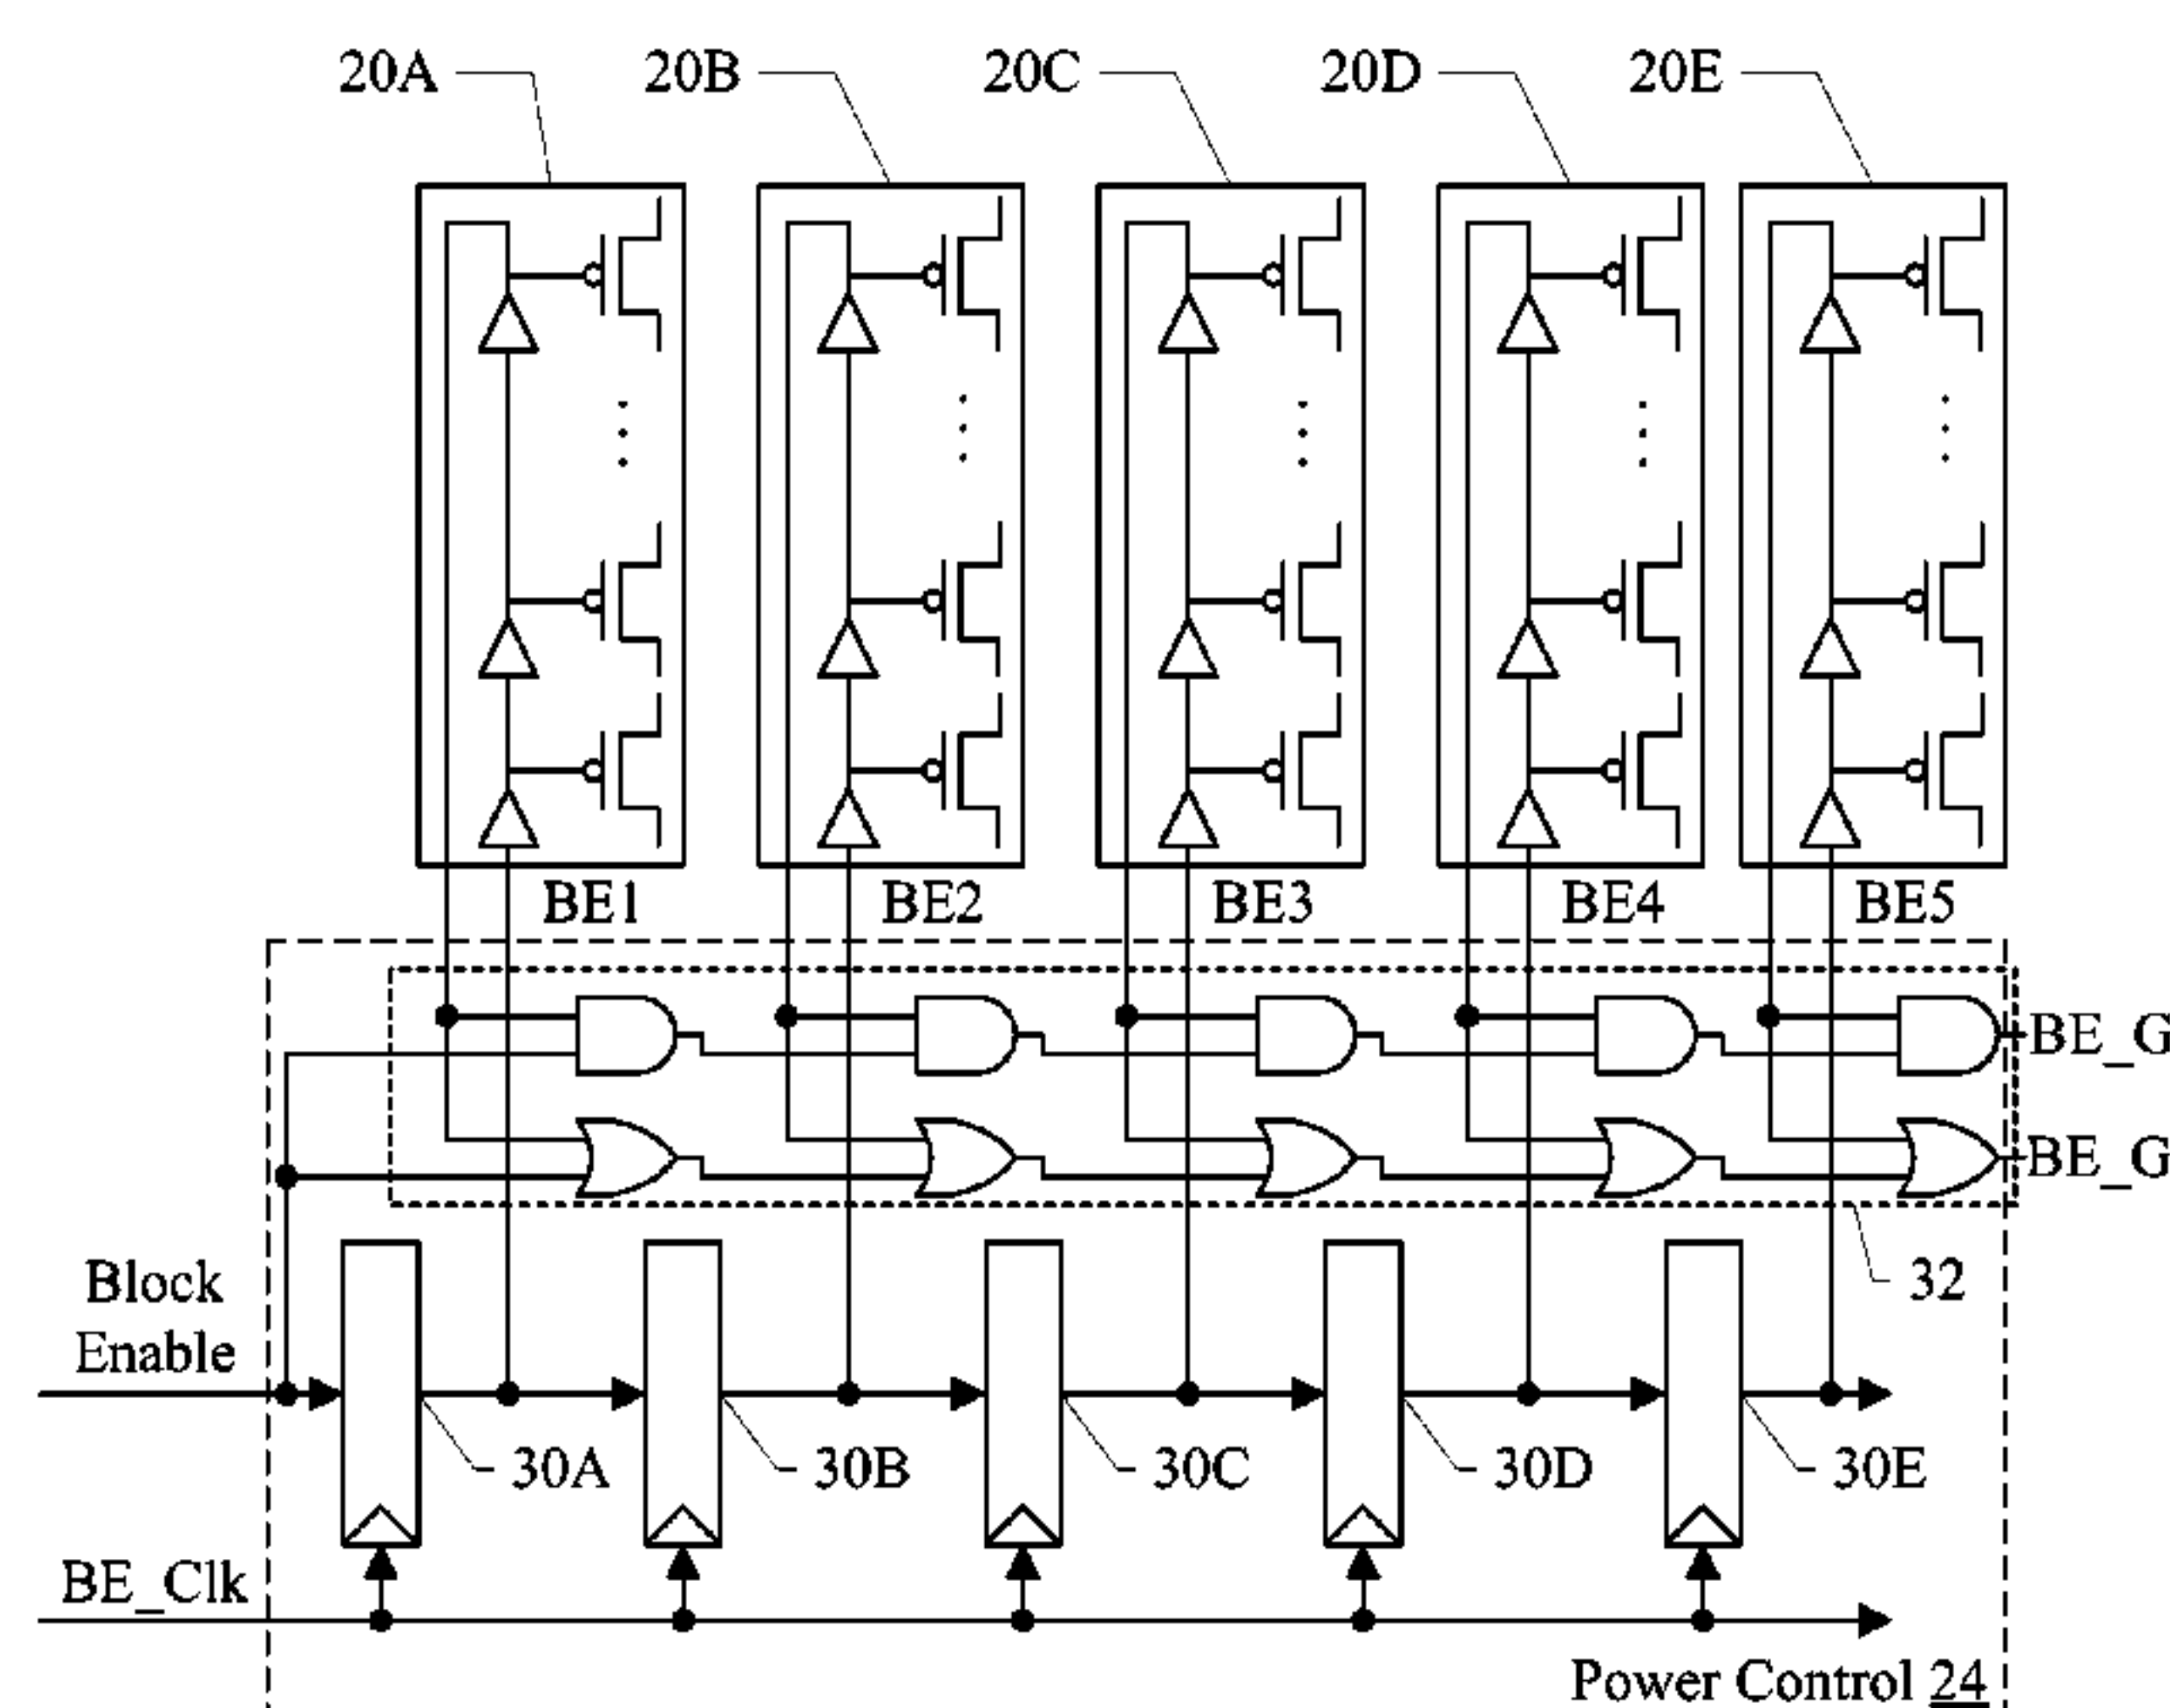 20A 20B 20C 20D 20E
BE1 BE2 BE3 BE4 BE5
BE_G
BE_G
32
Block
Enable
30A 30B 30C 30D 30E
BE_Clk
Power Control 24